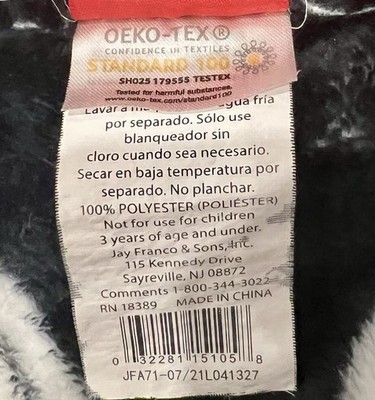 OEKO-TEX®
CONFIDENCE IN TEXTILES
STANDARD 100
SH025 179555 TESTEX
Tested for harmful substances.
www.oeko-tex.com/standard100
Lavar a agua fría
por separado. Sólo use
blanqueador sin
cloro cuando sea necesario.
Secar en baja temperatura por
separado. No planchar.
100% POLYESTER (POLIÉSTER)
Not for use for children
3 years of age and under.
Jay Franco & Sons, Inc.
115 Kennedy Drive
Sayreville, NJ 08872
Comments 1-800-344-3022
RN 18389 MADE IN CHINA
0 32281 15105 8
JFA71-07/21L041327